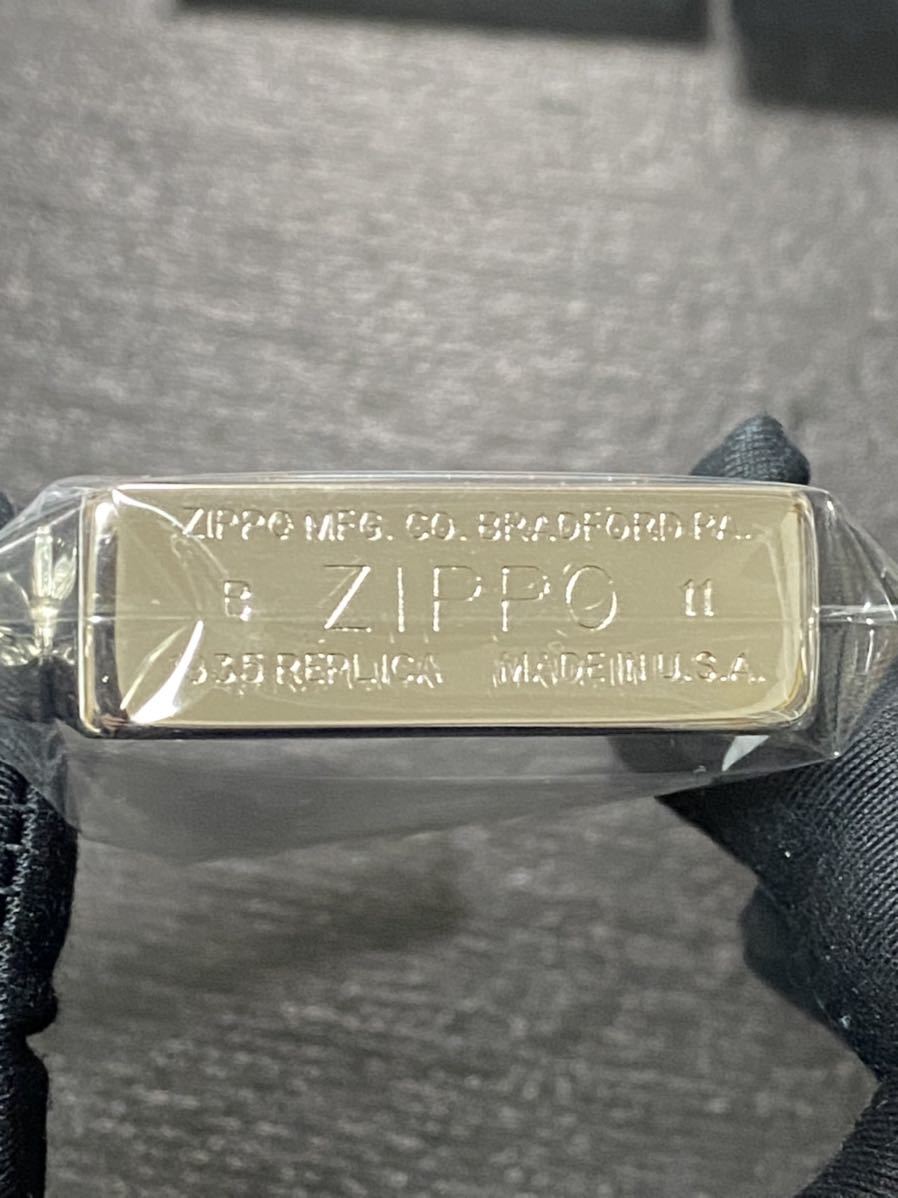 ZIPPO MFG. CO. BRADFORD PA.
B ZIPPO 11
1935 REPLICA MADE IN U.S.A.